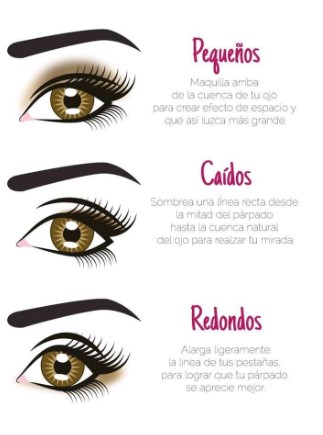 Pequeños
Maquilla arriba
de la cuenca de tu ojo
para crear efecto de espacio y
que así luzca más grande.
Caídos
Sombrea una línea recta desde
la mitad del párpado
hasta la cuenca natural
del ojo para realzar tu mirada
Redondos
Alarga ligeramente
la línea de tus pestañas,
para lograr que tu párpado
se aprecie mejor.